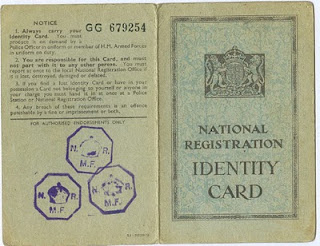 NOTICE
GG 679254
1. Always carry your
Identity Card. You must
produce it on demand by a
Police Officer in uniform or member of H.M. Armed Forces
in uniform on duty.
2. You are responsible for this Card, and must
not part with it to any other person. You must
report at once to the local National Registration Office if
it is lost, destroyed, damaged or defaced.
3. If you find a lost Identity Card or have in your
possession a Card not belonging to yourself or anyone in
your charge you must hand it in at once at a Police
Station or National Registration Office.
4. Any breach of these requirements is an offence
punishable by a fine or imprisonment or both.
FOR AUTHORISED ENDORSEMENTS ONLY
N. R.
M.F.
N. R.
M.F.
N. R.
M.F.
NATIONAL
REGISTRATION
IDENTITY
CARD